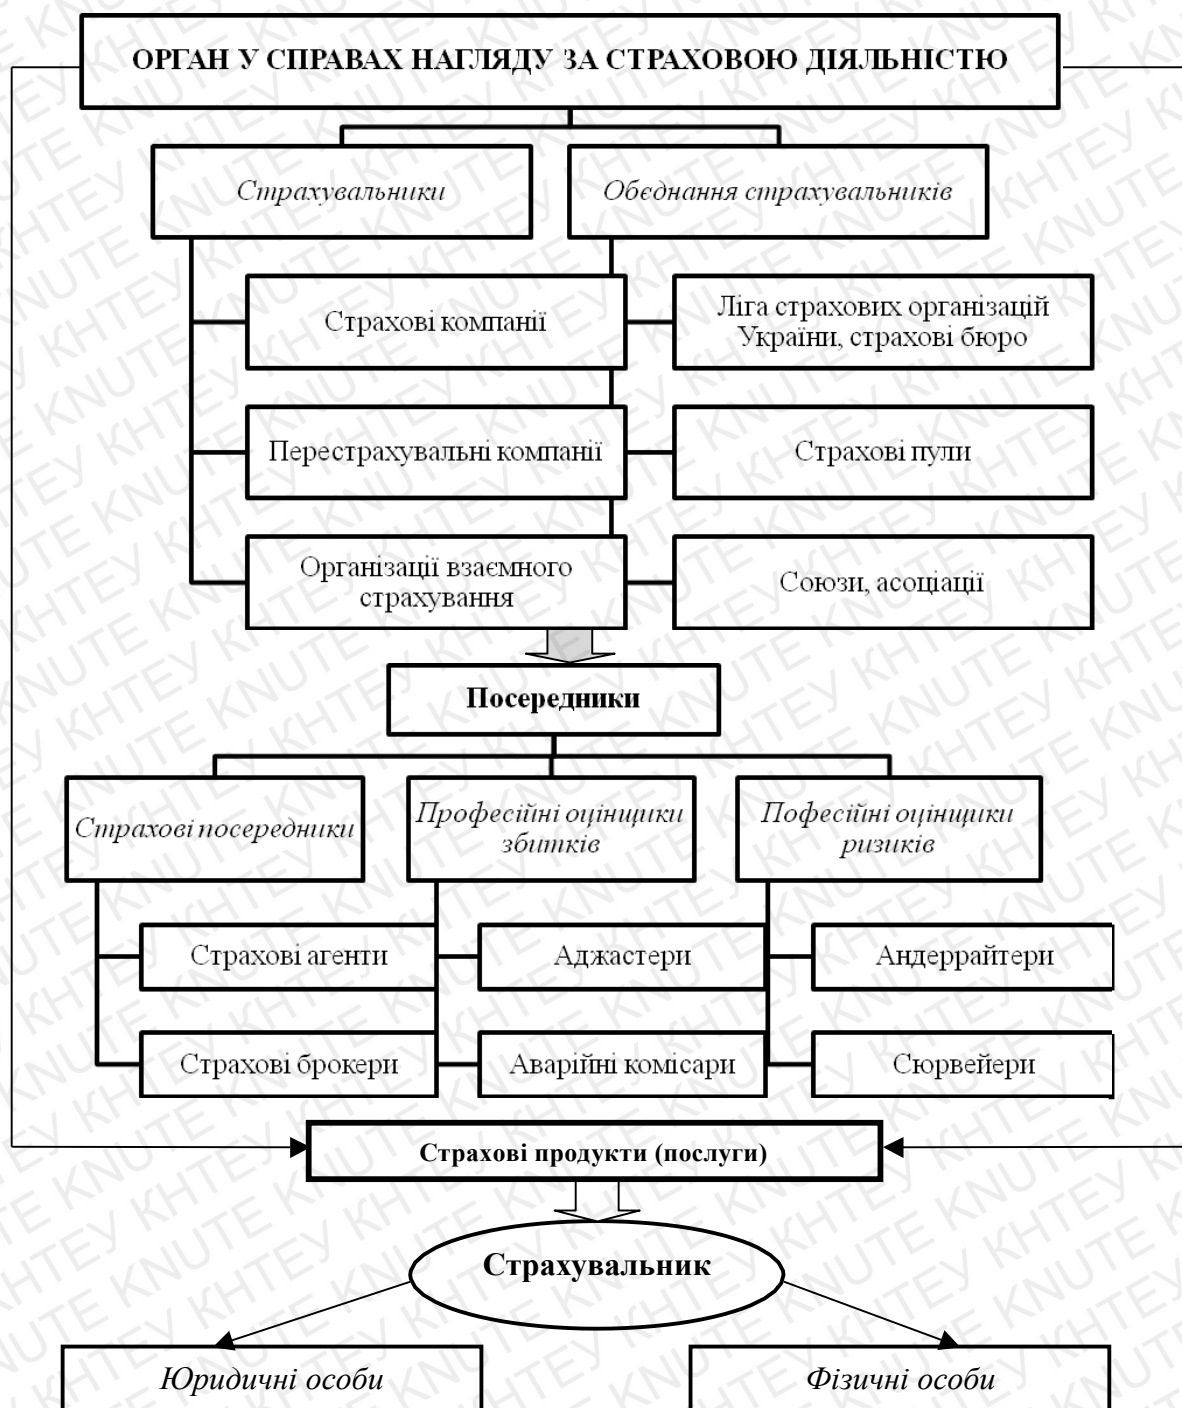 ОРГАН У СПРАВАХ НАГЛЯДУ ЗА СТРАХОВОЮ ДІЯЛЬНІСТЮ
Страхувальники
Обєднання страхувальників
Страхові компанії
Ліга страхових організацій
України, страхові бюро
Перестрахувальні компанії
Страхові пули
Організації взаємного
страхування
Союзи, асоціації
Посередники
Страхові посередники
Професійні оцінщики
збитків
Пофесійні оцінщики
ризиків
Страхові агенти
Аджастери
Андеррайтери
Страхові брокери
Аварійні комісари
Сюрвейери
Страхові продукти (послуги)
Страхувальник
Юридичні особи
Фізичні особи